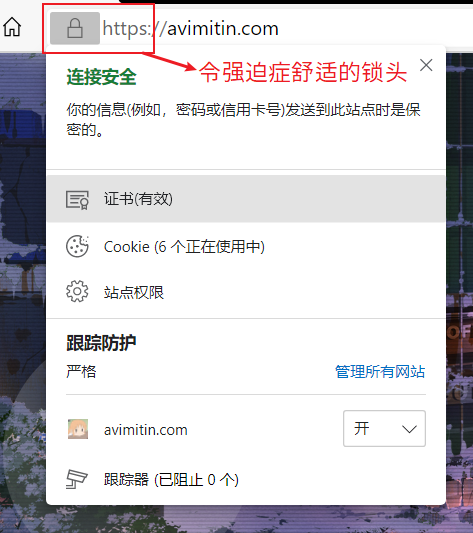 https://avimitin.com
令强迫症舒适的锁头
连接安全
你的信息(例如，密码或信用卡号)发送到此站点时是保
密的。
证书(有效)
Cookie (6 个正在使用中)
站点权限
跟踪防护
严格
管理所有网站
avimitin.com
开
跟踪器 (已阻止 0 个)
OF